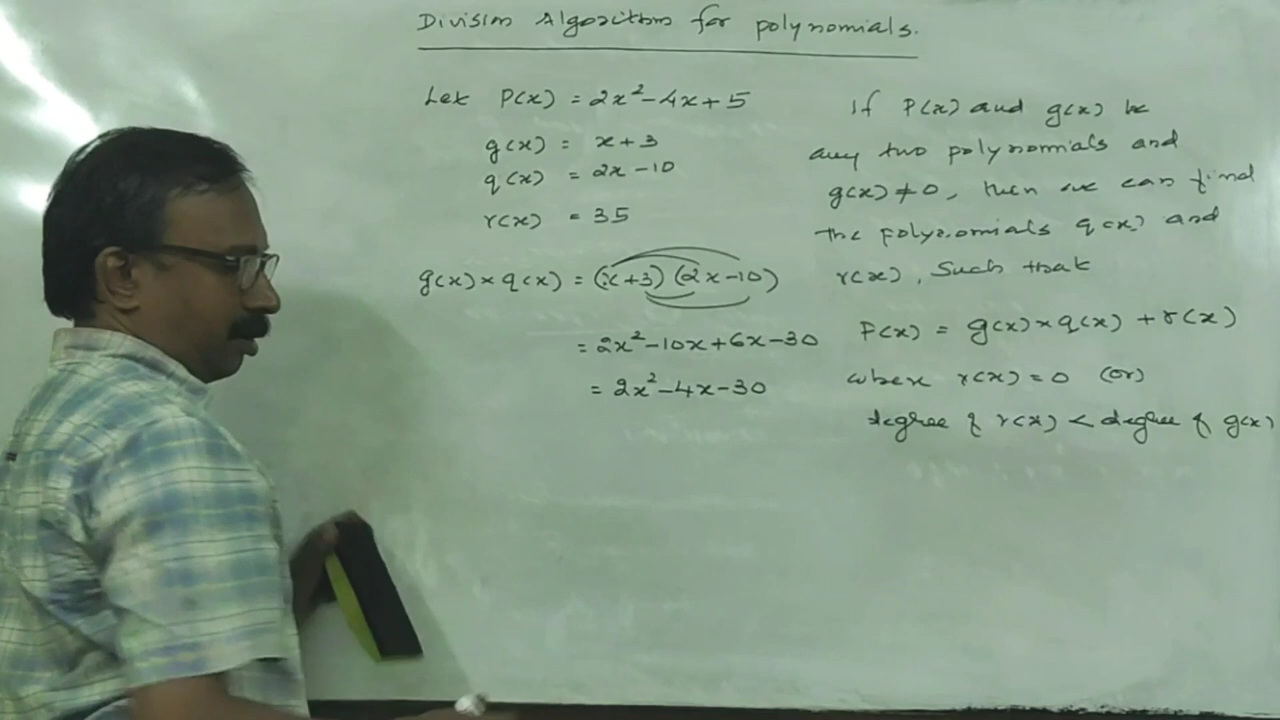 Division Algorithm for polynomials.
Let P(x) = 2x²-4x+5
g(x) = x+3
q(x) = 2x-10
r(x) = 35
g(x)×q(x) = (x+3)(2x-10)
= 2x²-10x+6x-30
= 2x²-4x-30
If P(x) and g(x) be
any two polynomials and
g(x)≠0, then we can find
the polynomials q(x) and
r(x), Such that
P(x) = g(x)×q(x)+r(x)
where r(x)=0 (or)
degree of r(x) < degree of g(x)